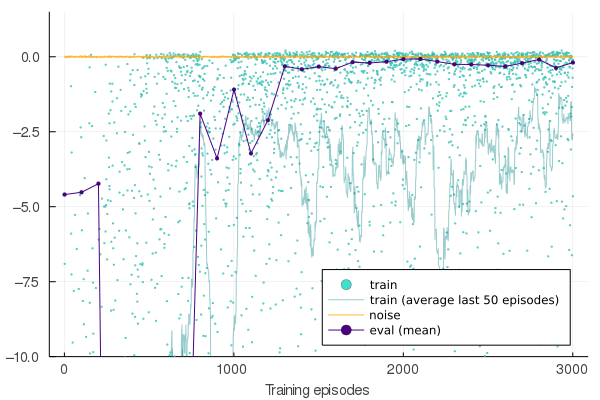 0.0
−2.5
−5.0
−7.5
−10.0
train
train (average last 50 episodes)
noise
eval (mean)
0 1000 2000 3000
Training episodes